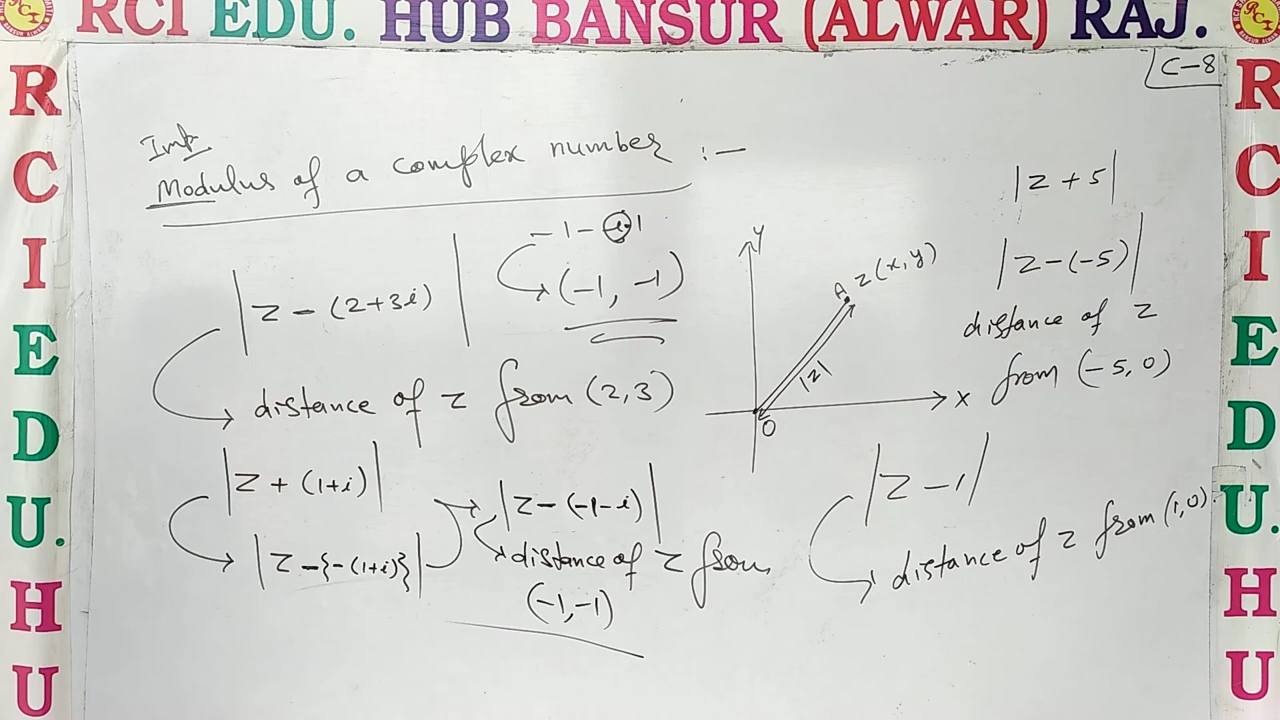 RCI EDU. HUB BANSUR (ALWAR) RAJ.
R
C
I
E
D
U.
H
U
R
C
I
E
D
U.
H
U
C-8
Imp.
Modulus of a complex number :-
|z - (2+3i)|
-1-i·1
(-1, -1)
distance of z from (2,3)
|z + (1+i)|
|z-{-(1+i)}|
|z-(-1-i)|
distance of z from
(-1,-1)
Y
A z(x,y)
|z|
O
X
|z + 5|
|z-(-5)|
distance of z
from (-5, 0)
|z-1|
distance of z from (1,0).